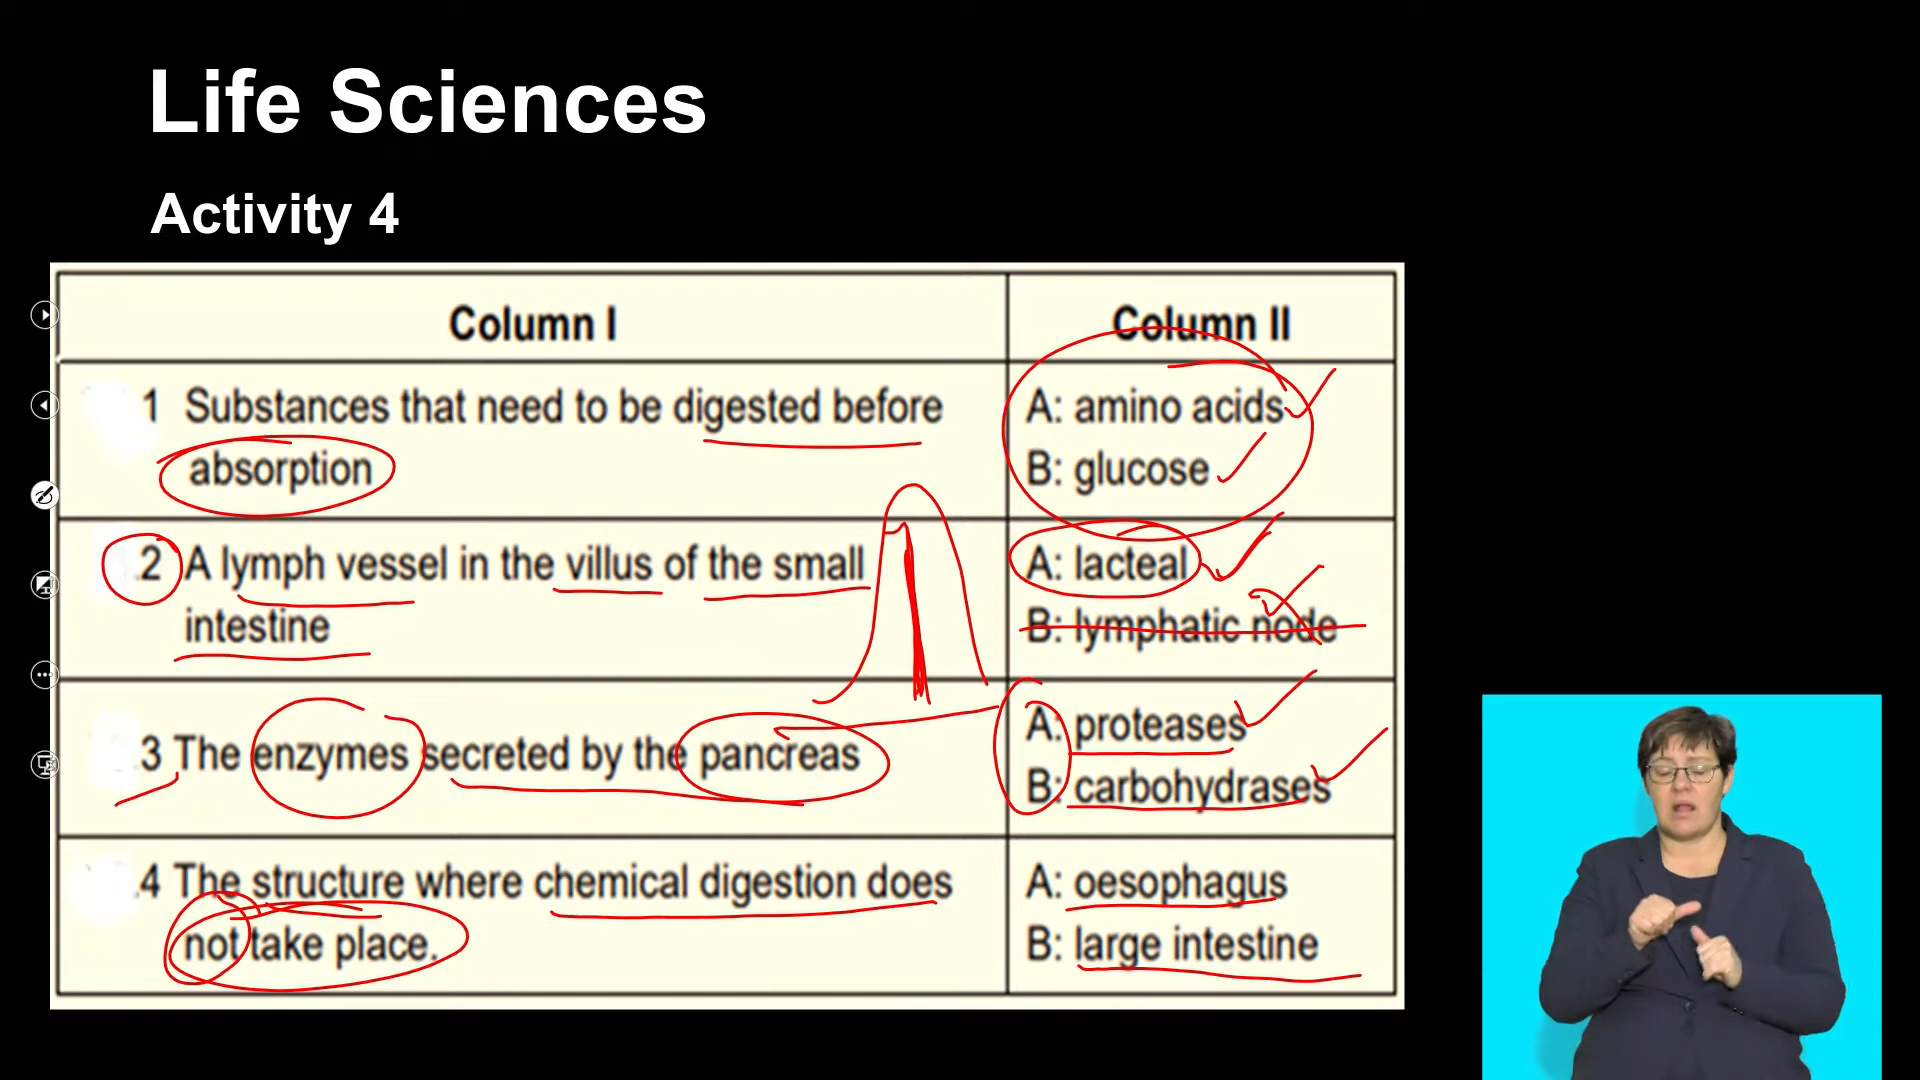 Life Sciences
Activity 4
Column I
Column II
1 Substances that need to be digested before
absorption
A: amino acids
B: glucose
.2 A lymph vessel in the villus of the small
intestine
A: lacteal
B: lymphatic node
.3 The enzymes secreted by the pancreas
A: proteases
B: carbohydrases
.4 The structure where chemical digestion does
not take place.
A: oesophagus
B: large intestine